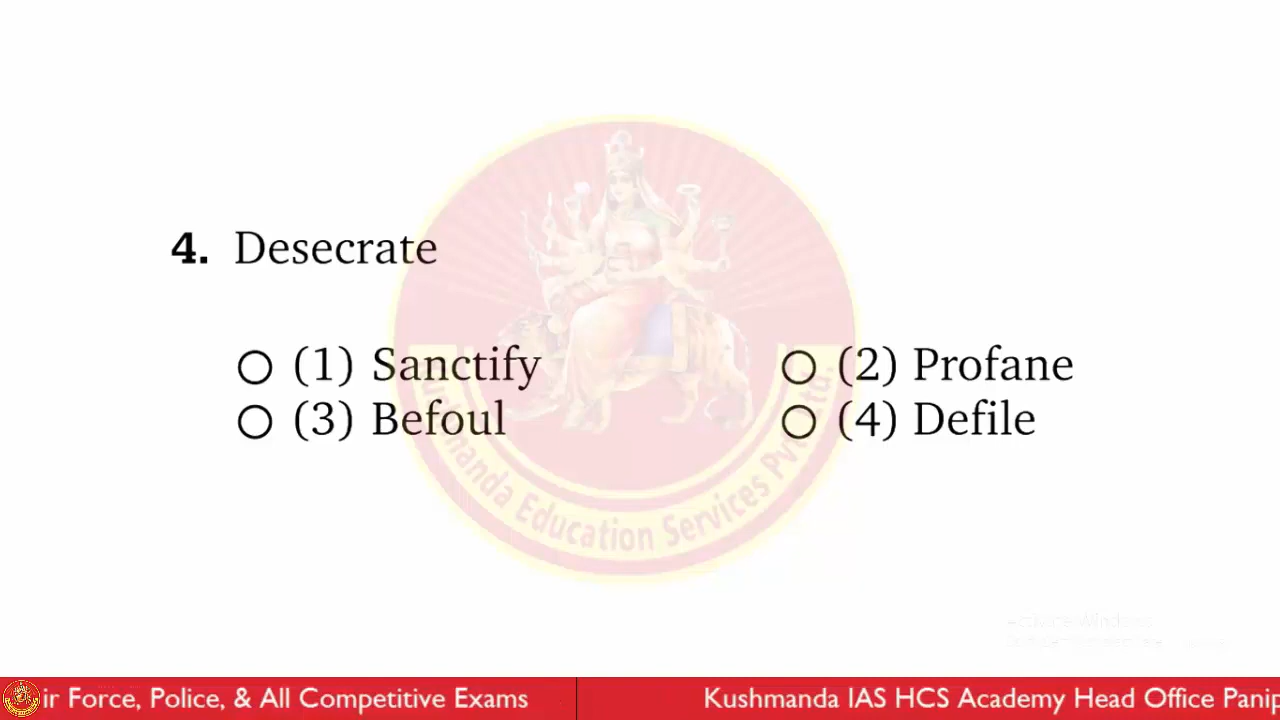 4. Desecrate
(1) Sanctify (2) Profane
(3) Befoul (4) Defile
Kushmanda Education Services Pvt. Ltd.
ir Force, Police, & All Competitive Exams Kushmanda IAS HCS Academy Head Office Panip